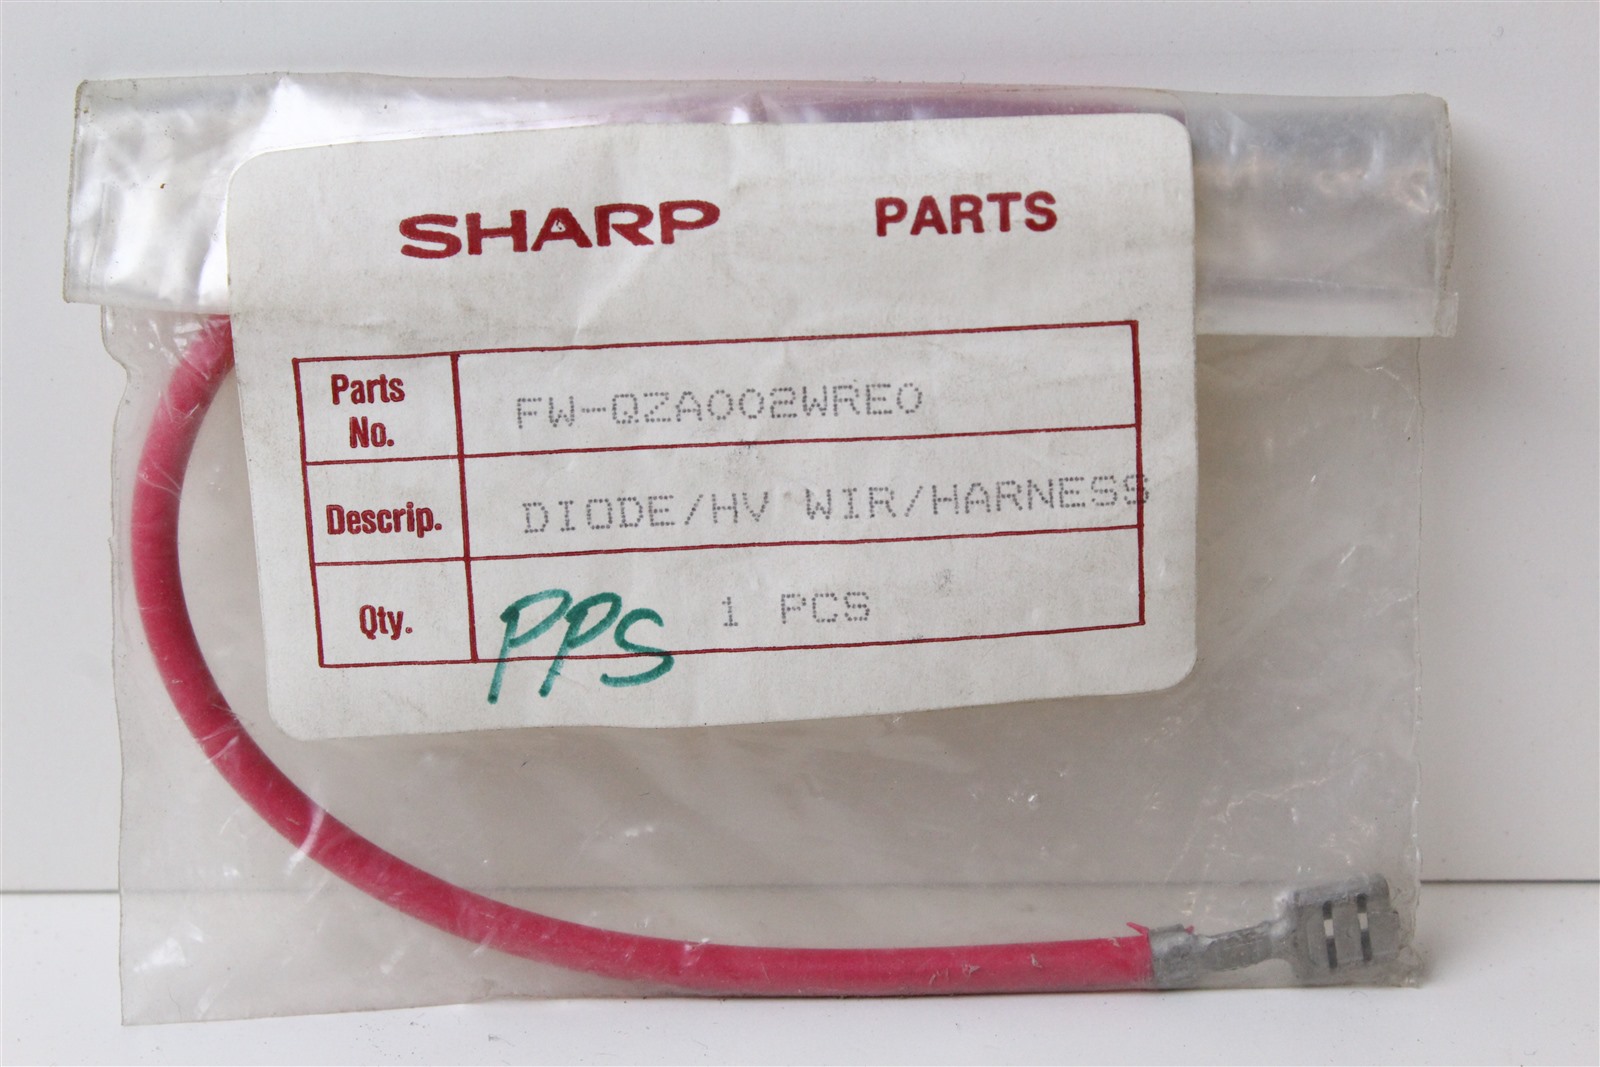 SHARP PARTS
Parts No. FW-QZA002WRE0
Descrip. DIODE/HV WIR/HARNESS
Qty. PPS 1 PCS